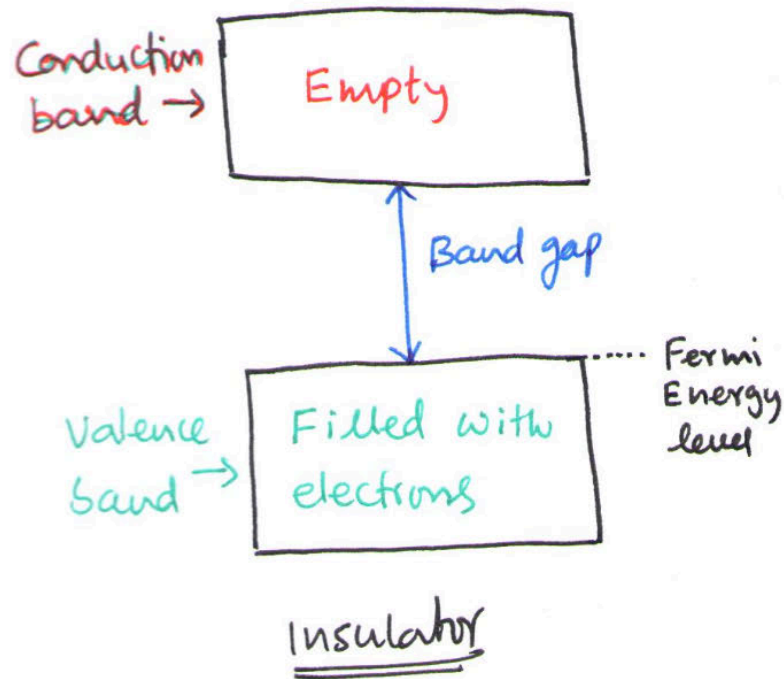 Conduction
band →
Empty
Band gap
Fermi
Energy
level
Valence
band →
Filled with
electrons
Insulator